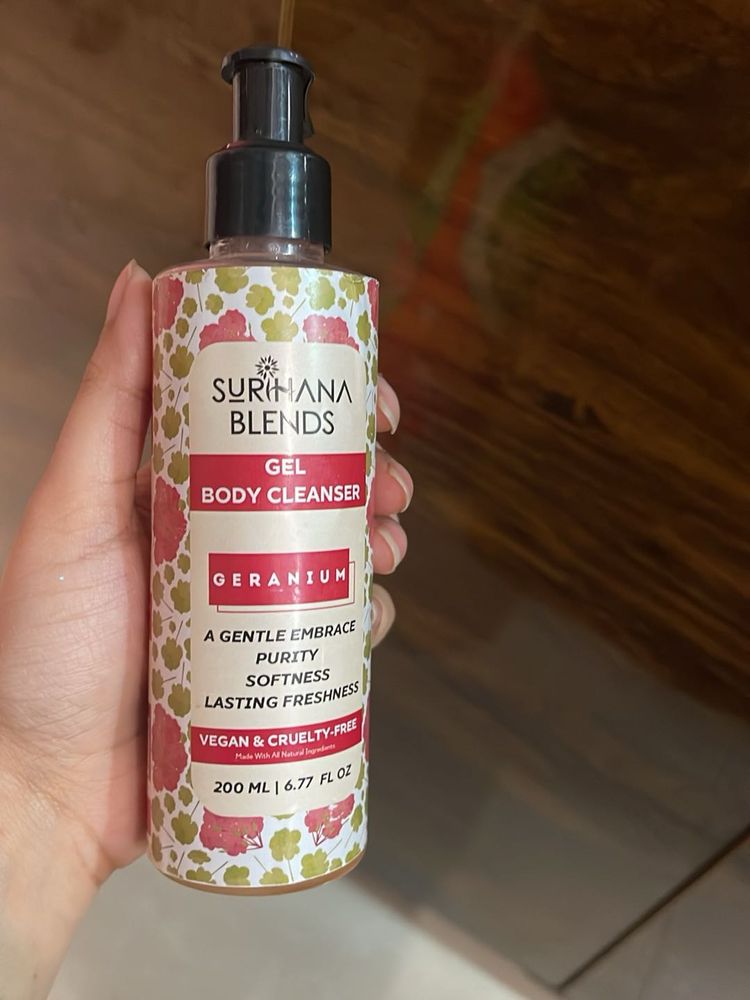 SURIHANA
BLENDS
GEL
BODY CLEANSER
GERANIUM
A GENTLE EMBRACE
PURITY
SOFTNESS
LASTING FRESHNESS
VEGAN & CRUELTY-FREE
Made With All Natural Ingredients
200 ML | 6.77 FL OZ